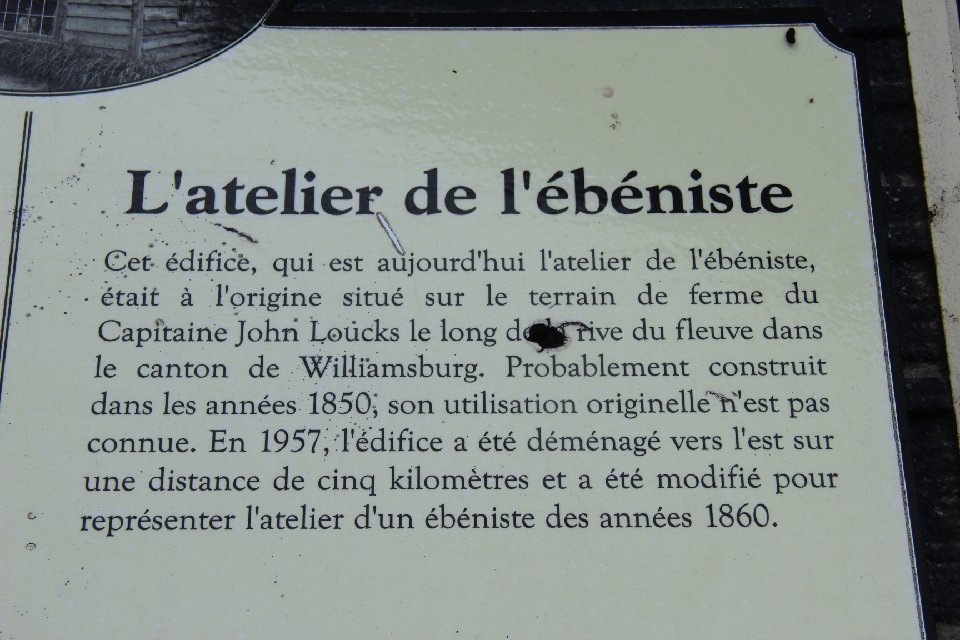 L'atelier de l'ébéniste
Cet édifice, qui est aujourd'hui l'atelier de l'ébéniste,
était à l'origine situé sur le terrain de ferme du
Capitaine John Loucks le long de rive du fleuve dans
le canton de Williamsburg. Probablement construit
dans les années 1850, son utilisation originelle n'est pas
connue. En 1957, l'édifice a été déménagé vers l'est sur
une distance de cinq kilomètres et a été modifié pour
représenter l'atelier d'un ébéniste des années 1860.